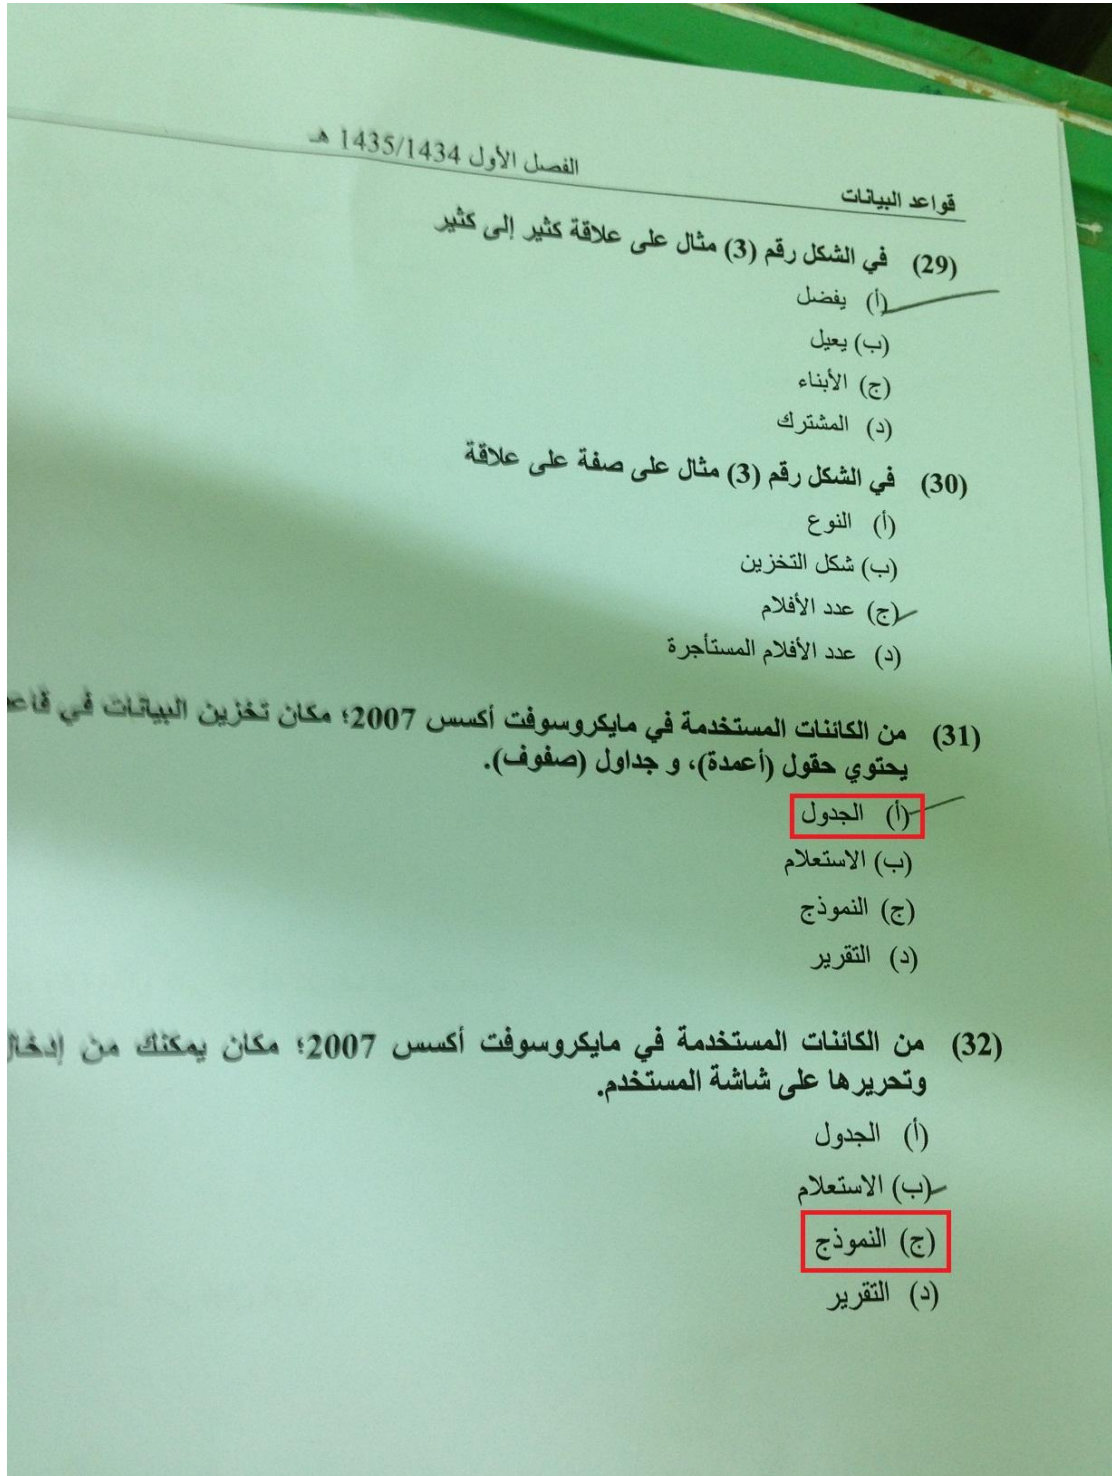 الفصل الأول 1435/1434 هـ
قواعد البيانات
(29) في الشكل رقم (3) مثال على علاقة كثير إلى كثير
(أ) يفضل
(ب) يعيل
(ج) الأبناء
(د) المشترك
(30) في الشكل رقم (3) مثال على صفة على علاقة
(أ) النوع
(ب) شكل التخزين
(ج) عدد الأفلام
(د) عدد الأفلام المستأجرة
(31) من الكائنات المستخدمة في مايكروسوفت أكسس 2007؛ مكان تخزين البيانات في
يحتوي حقول (أعمدة)، و جداول (صفوف).
(أ) الجدول
(ب) الاستعلام
(ج) النموذج
(د) التقرير
(32) من الكائنات المستخدمة في مايكروسوفت أكسس 2007؛ مكان يمكنك من
وتحريرها على شاشة المستخدم.
(أ) الجدول
(ب) الاستعلام
(ج) النموذج
(د) التقرير